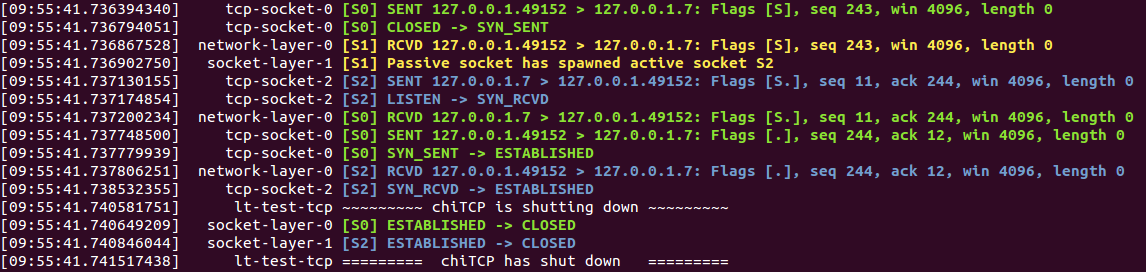 [09:55:41.736394340] tcp-socket-0 [S0] SENT 127.0.0.1.49152 > 127.0.0.1.7: Flags [S], seq 243, win 4096, length 0
[09:55:41.736794051] tcp-socket-0 [S0] CLOSED -> SYN_SENT
[09:55:41.736867528] network-layer-0 [S1] RCVD 127.0.0.1.49152 > 127.0.0.1.7: Flags [S], seq 243, win 4096, length 0
[09:55:41.736902750] socket-layer-1 [S1] Passive socket has spawned active socket S2
[09:55:41.737130155] tcp-socket-2 [S2] SENT 127.0.0.1.7 > 127.0.0.1.49152: Flags [S.], seq 11, ack 244, win 4096, length 0
[09:55:41.737174854] tcp-socket-2 [S2] LISTEN -> SYN_RCVD
[09:55:41.737200234] network-layer-0 [S0] RCVD 127.0.0.1.7 > 127.0.0.1.49152: Flags [S.], seq 11, ack 244, win 4096, length 0
[09:55:41.737748500] tcp-socket-0 [S0] SENT 127.0.0.1.49152 > 127.0.0.1.7: Flags [.], seq 244, ack 12, win 4096, length 0
[09:55:41.737779939] tcp-socket-0 [S0] SYN_SENT -> ESTABLISHED
[09:55:41.737806251] network-layer-0 [S2] RCVD 127.0.0.1.49152 > 127.0.0.1.7: Flags [.], seq 244, ack 12, win 4096, length 0
[09:55:41.738532355] tcp-socket-2 [S2] SYN_RCVD -> ESTABLISHED
[09:55:41.740581751] lt-test-tcp ~~~~~~~~~ chiTCP is shutting down ~~~~~~~~~
[09:55:41.740649209] socket-layer-0 [S0] ESTABLISHED -> CLOSED
[09:55:41.740846044] socket-layer-1 [S2] ESTABLISHED -> CLOSED
[09:55:41.741517438] lt-test-tcp ========= chiTCP has shut down =========